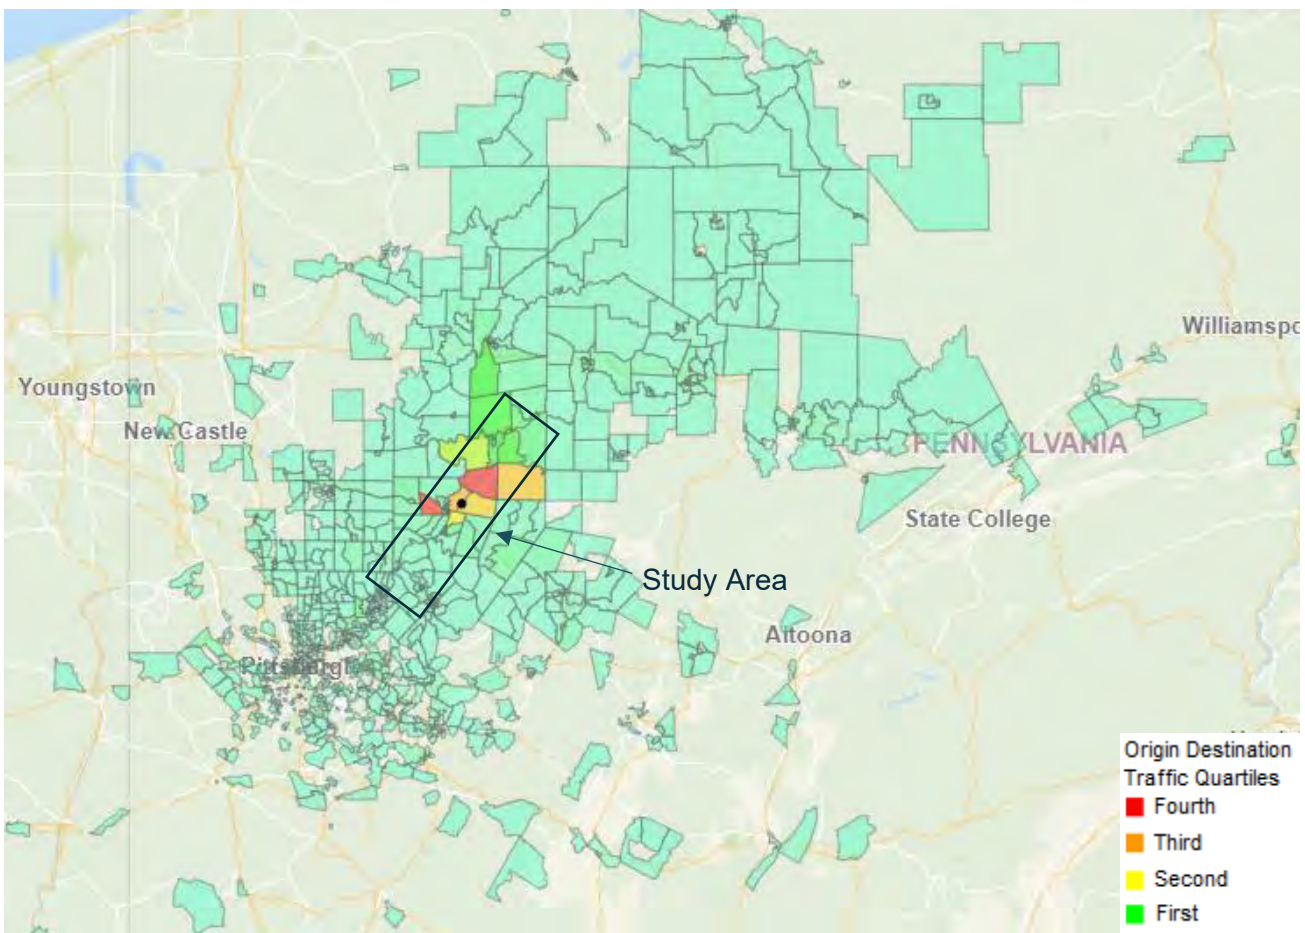 Williamspo
Youngstown
New Castle
PENNSYLVANIA
State College
Study Area
Altoona
Pittsburgh
Origin Destination
Traffic Quartiles
Fourth
Third
Second
First